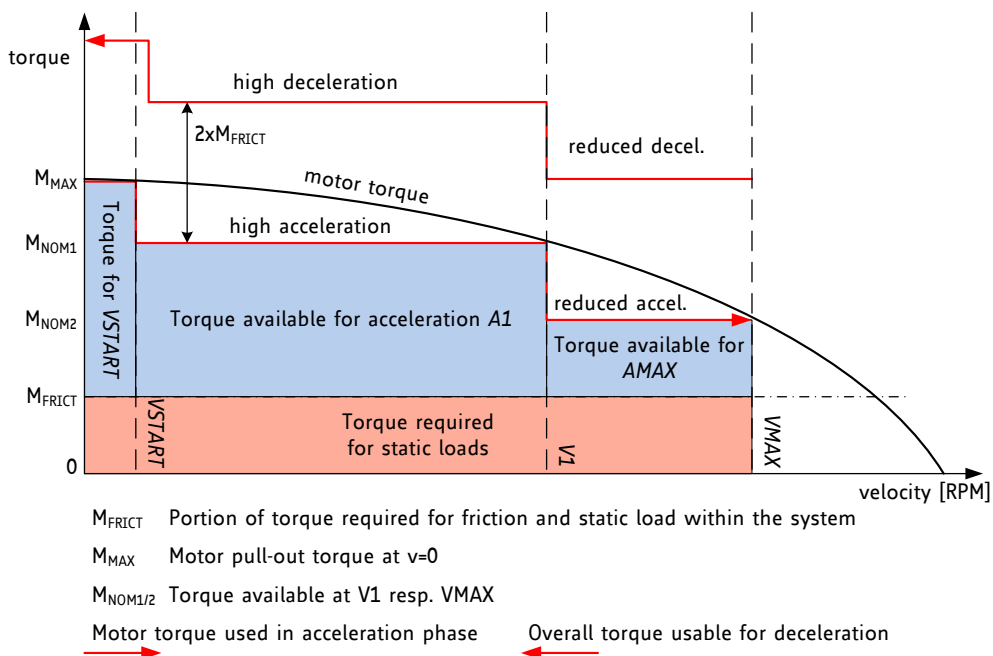 torque
high deceleration
2xMFRICT
reduced decel.
MMAX
motor torque
Torque for VSTART
high acceleration
MNOM1
reduced accel.
MNOM2
Torque available for acceleration A1
Torque available for
AMAX
MFRICT
VSTART
Torque required
for static loads
V1
VMAX
0
velocity [RPM]
MFRICT Portion of torque required for friction and static load within the system
MMAX Motor pull-out torque at v=0
MNOM1/2 Torque available at V1 resp. VMAX
Motor torque used in acceleration phase
Overall torque usable for deceleration